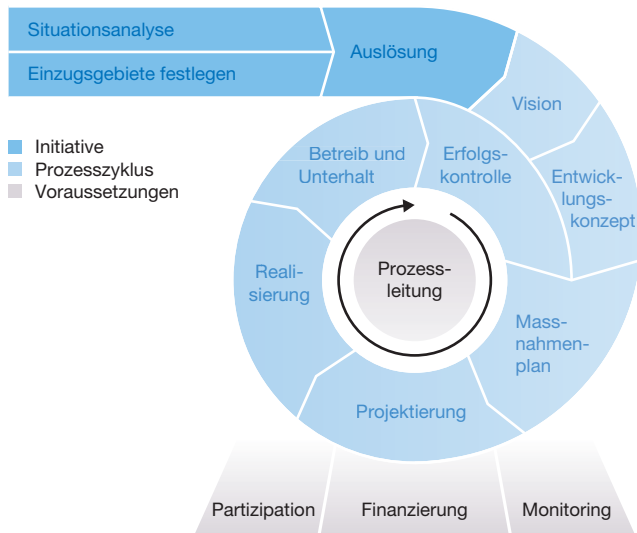 Situationsanalyse
Einzugsgebiete festlegen
Auslösung
Vision
Entwick-
lungs-
konzept
Initiative
Prozesszyklus
Voraussetzungen
Betreib und
Unterhalt
Erfolgs-
kontrolle
Reali-
sierung
Prozess-
leitung
Mass-
nahmen-
plan
Projektierung
Partizipation
Finanzierung
Monitoring